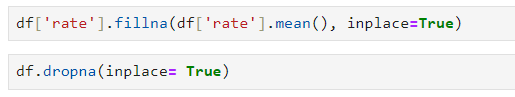 df['rate'].fillna(df['rate'].mean(), inplace=True)
df.dropna(inplace= True)